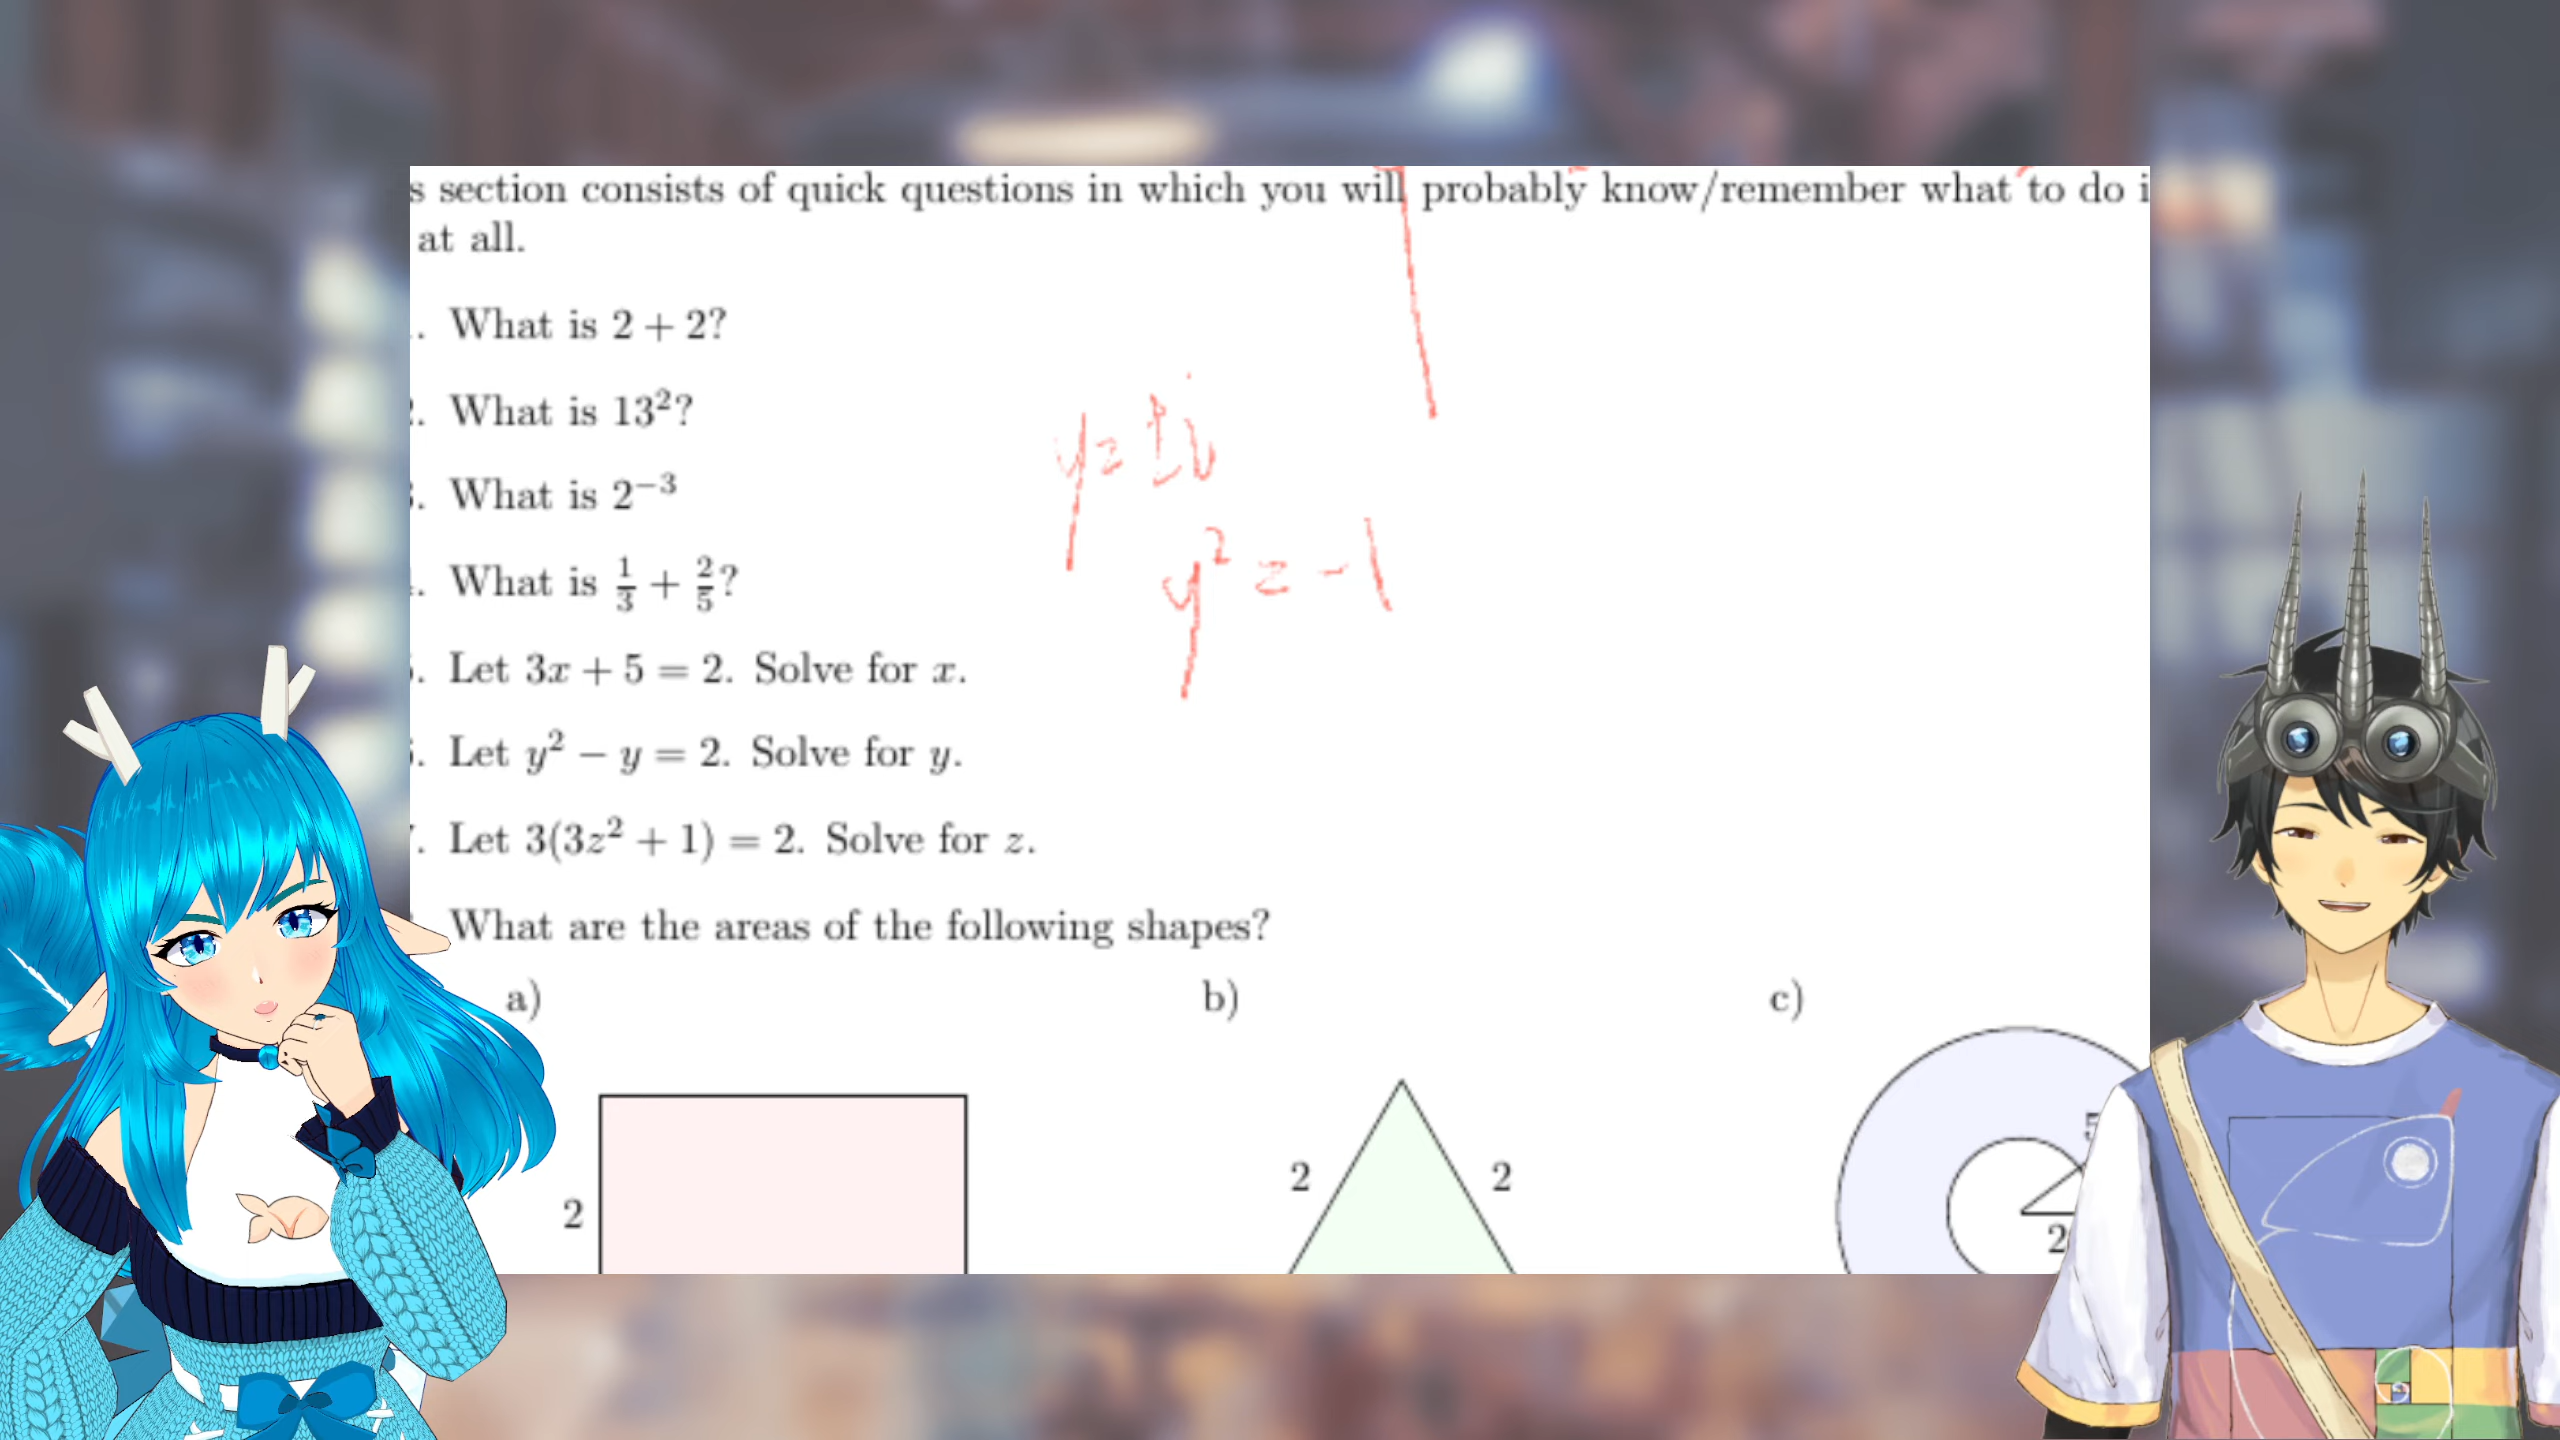 s section consists of quick questions in which you will probably know/remember what to do i
at all.
. What is 2 + 2?
. What is 13²?
. What is 2⁻³
. What is 1/3 + 2/5?
y = ±i
y² = -1
. Let 3x + 5 = 2. Solve for x.
. Let y² − y = 2. Solve for y.
. Let 3(3z² + 1) = 2. Solve for z.
What are the areas of the following shapes?
a) b) c)
5
2 2
2
2